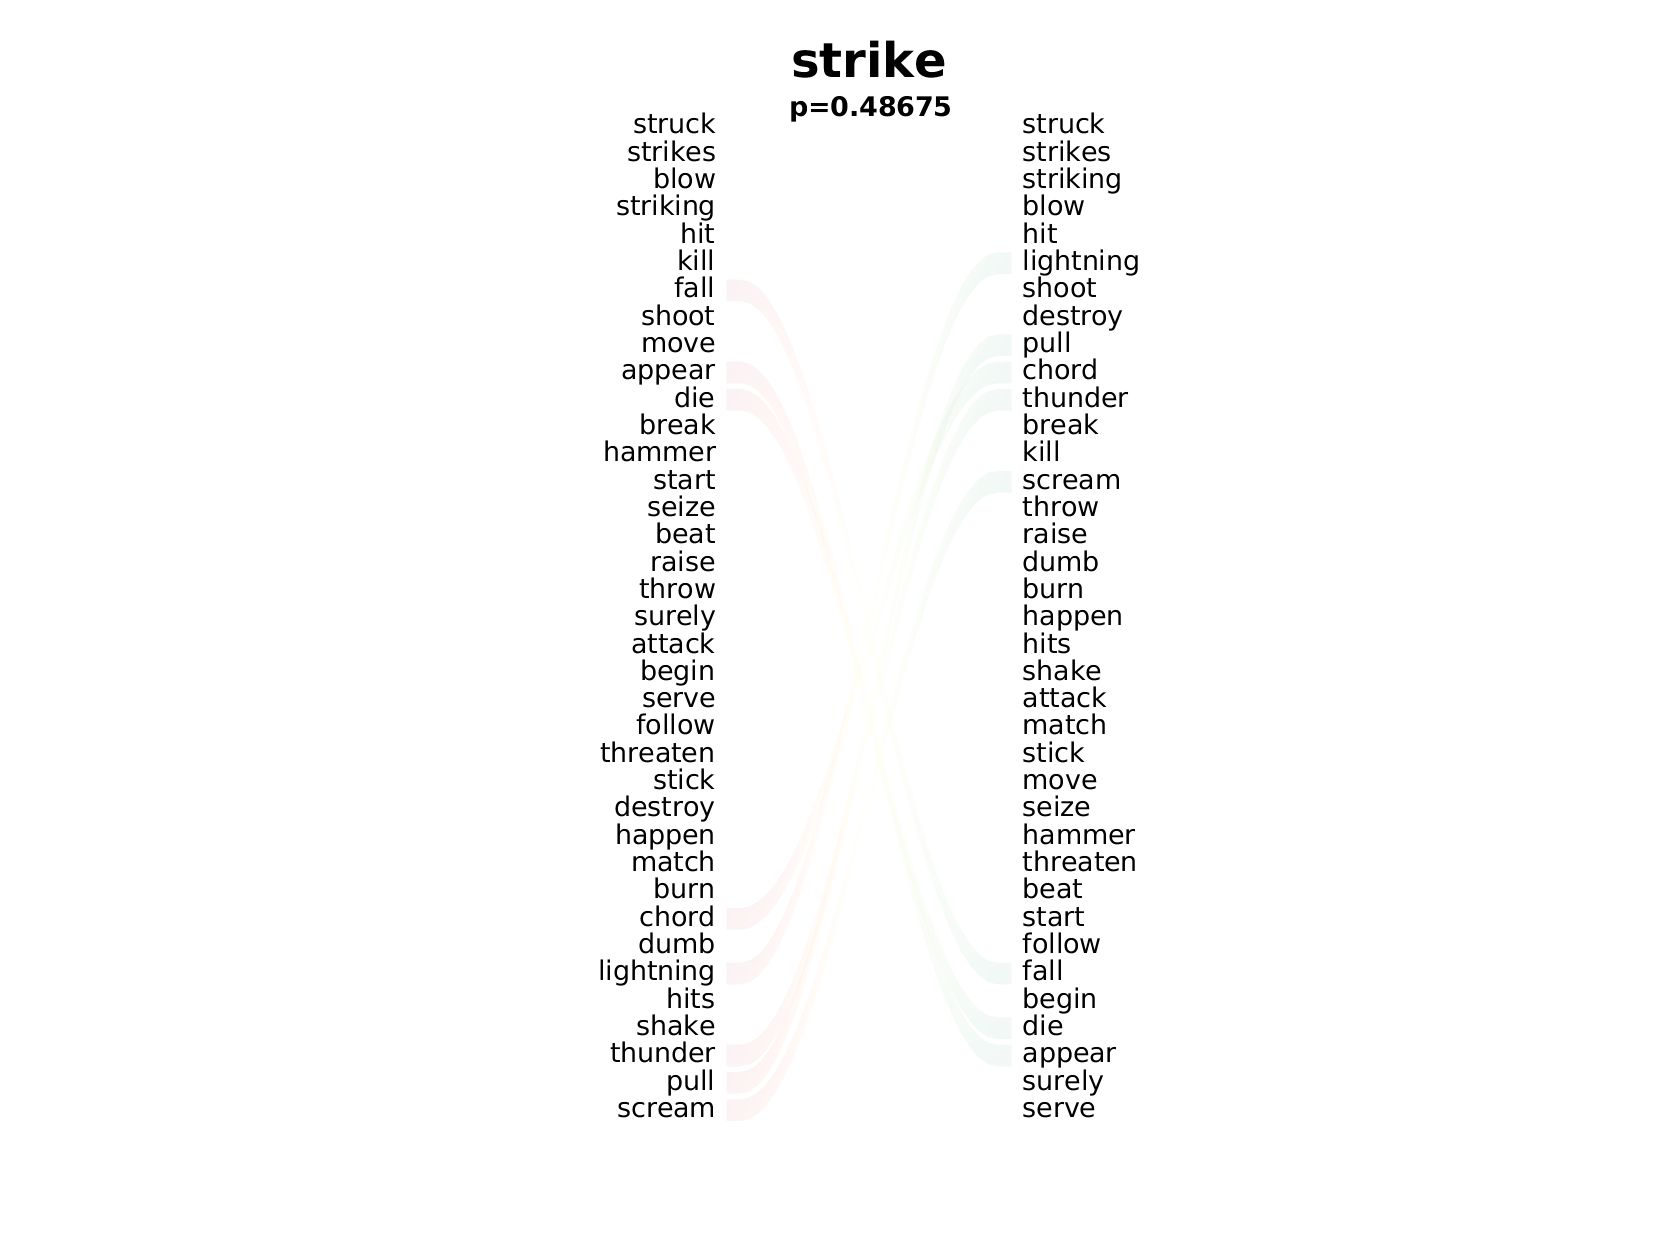 strike
p=0.48675
struck struck
strikes strikes
blow striking
striking blow
hit hit
kill lightning
fall shoot
shoot destroy
move pull
appear chord
die thunder
break break
hammer kill
start scream
seize throw
beat raise
raise dumb
throw burn
surely happen
attack hits
begin shake
serve attack
follow match
threaten stick
stick move
destroy seize
happen hammer
match threaten
burn beat
chord start
dumb follow
lightning fall
hits begin
shake die
thunder appear
pull surely
scream serve